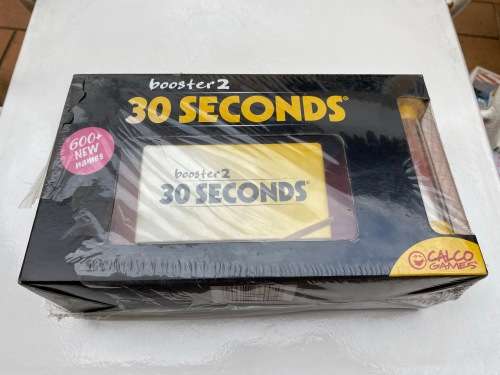 booster 2
30 SECONDS®
600+
NEW
names
booster 2
30 SECONDS®
CALCO
GAMES